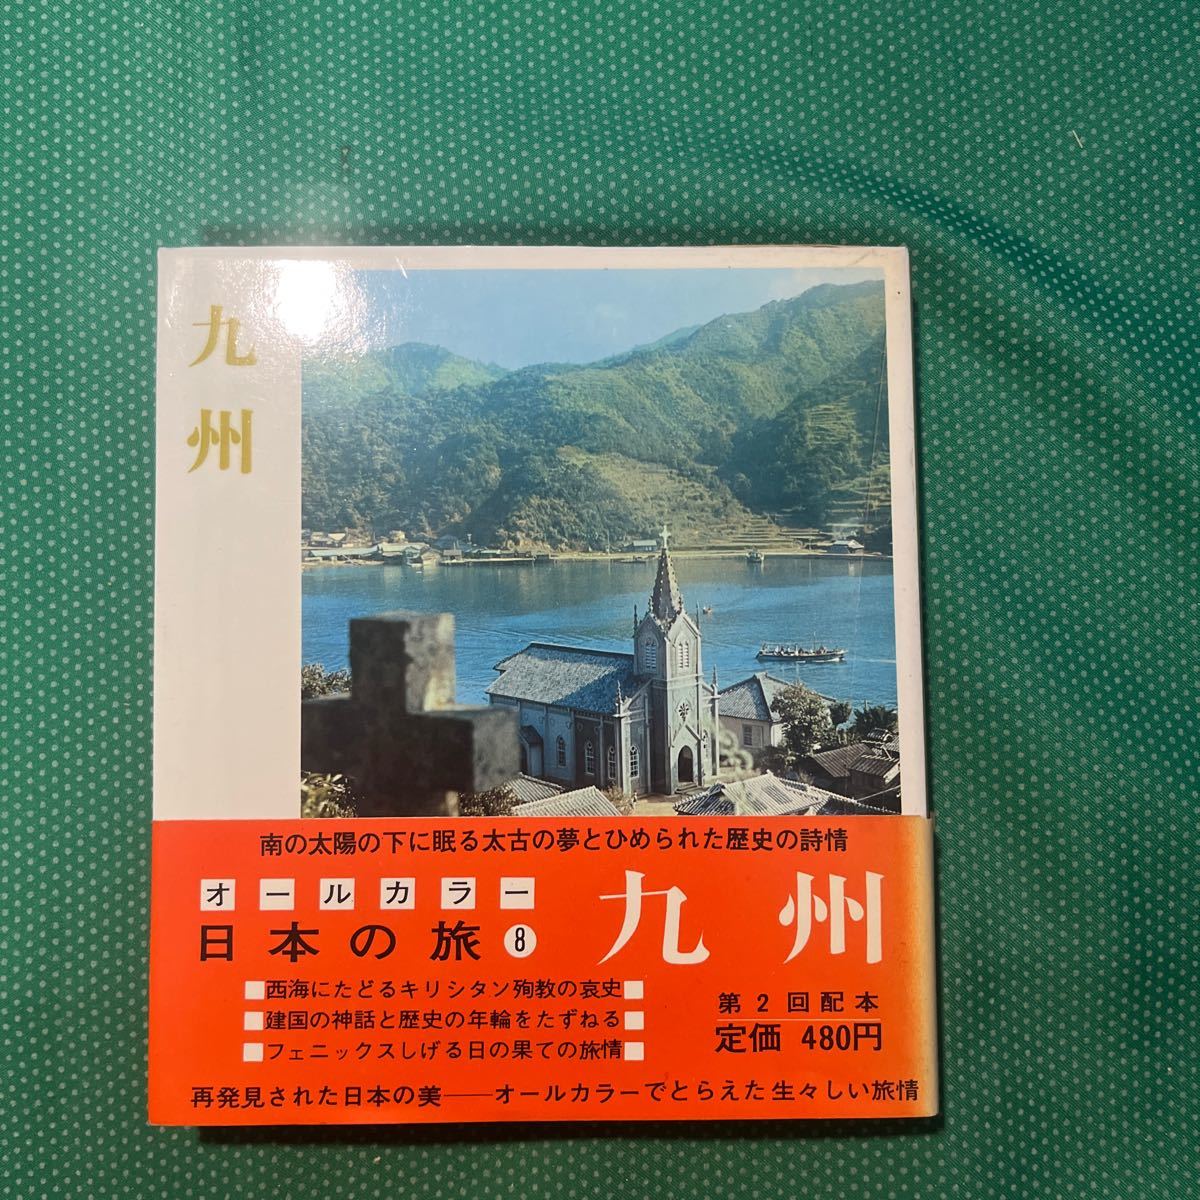 九州
南の太陽の下に眠る太古の夢とひめられた歴史の詩情
オールカラー
日本の旅 8
九州
■西海にたどるキリシタン殉教の哀史■
■建国の神話と歴史の年輪をたずねる■
■フェニックスしげる日の果ての旅情■
第2回配本
定価 480円
再発見された日本の美——オールカラーでとらえた生々しい旅情